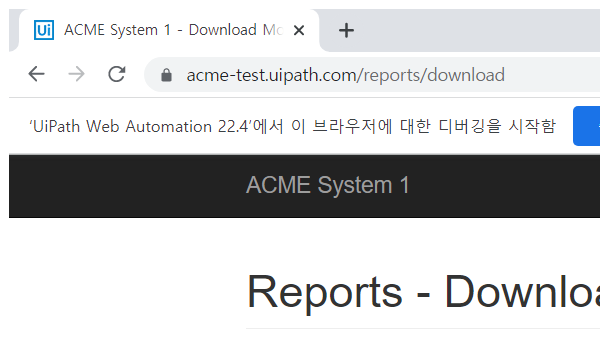 Ui ACME System 1 - Download Mo
acme-test.uipath.com/reports/download
'UiPath Web Automation 22.4'에서 이 브라우저에 대한 디버깅을 시작함
ACME System 1
Reports - Downloa